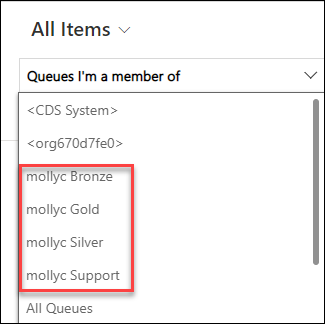 All Items
Queues I'm a member of
<CDS System>
<org670d7fe0>
mollyc Bronze
mollyc Gold
mollyc Silver
mollyc Support
All Queues